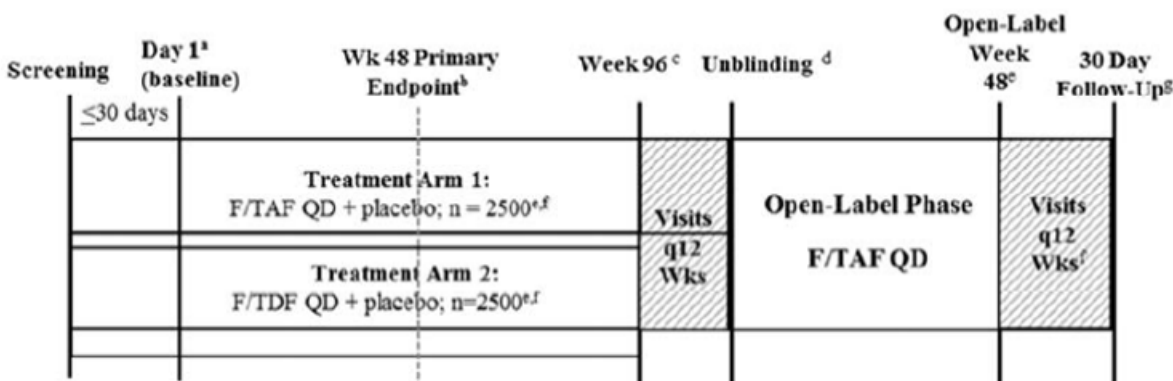 Screening
Day 1ᵃ
(baseline)
≤30 days
Wk 48 Primary
Endpointᵇ
Week 96 ᶜ
Unblinding ᵈ
Open-Label
Week
48ᵉ
30 Day
Follow-Upᵍ
Treatment Arm 1:
F/TAF QD + placebo; n = 2500ᵉ,ᶠ
Treatment Arm 2:
F/TDF QD + placebo; n=2500ᵉ,ᶠ
Visits
q12
Wks
Open-Label Phase
F/TAF QD
Visits
q12
Wksᶠ